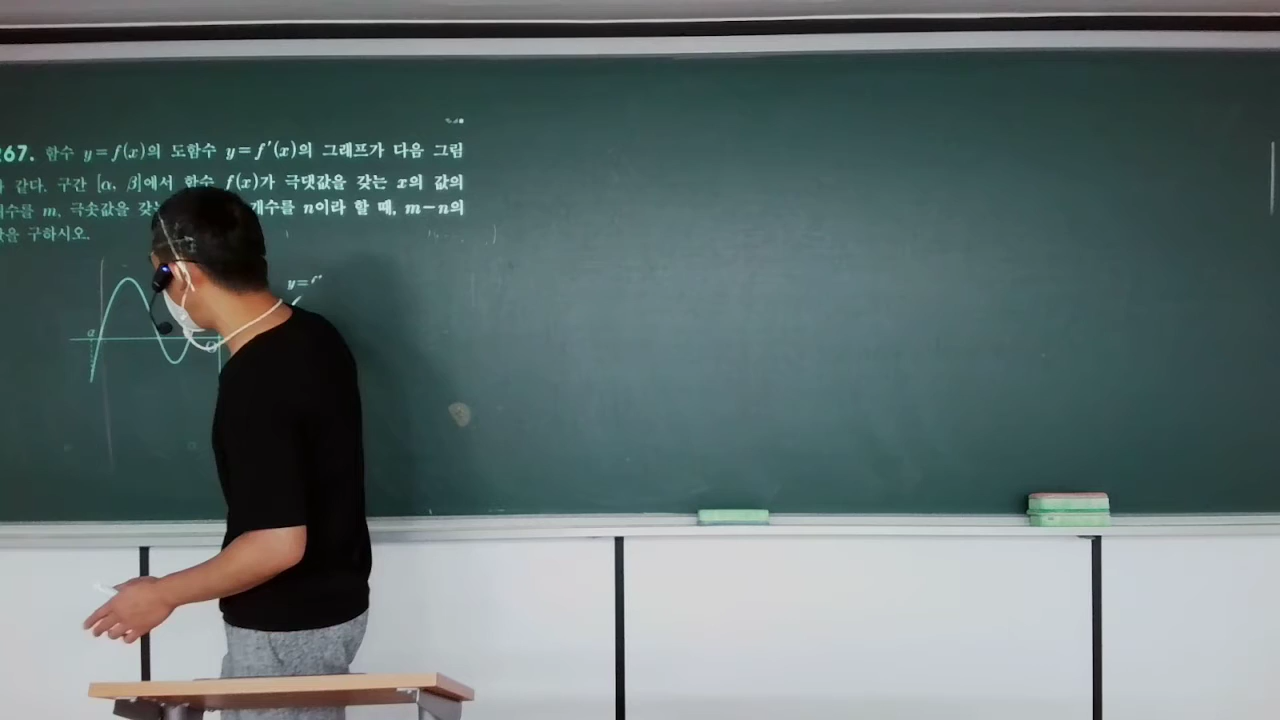 267. 함수 y=f(x)의 도함수 y=f'(x)의 그래프가 다음 그림
같다. 구간 [α, β]에서 함수 f(x)가 극댓값을 갖는 x의 값의
개수를 m, 극솟값을 갖는 개수를 n이라 할 때, m-n의
값을 구하시오.
y=f'
α